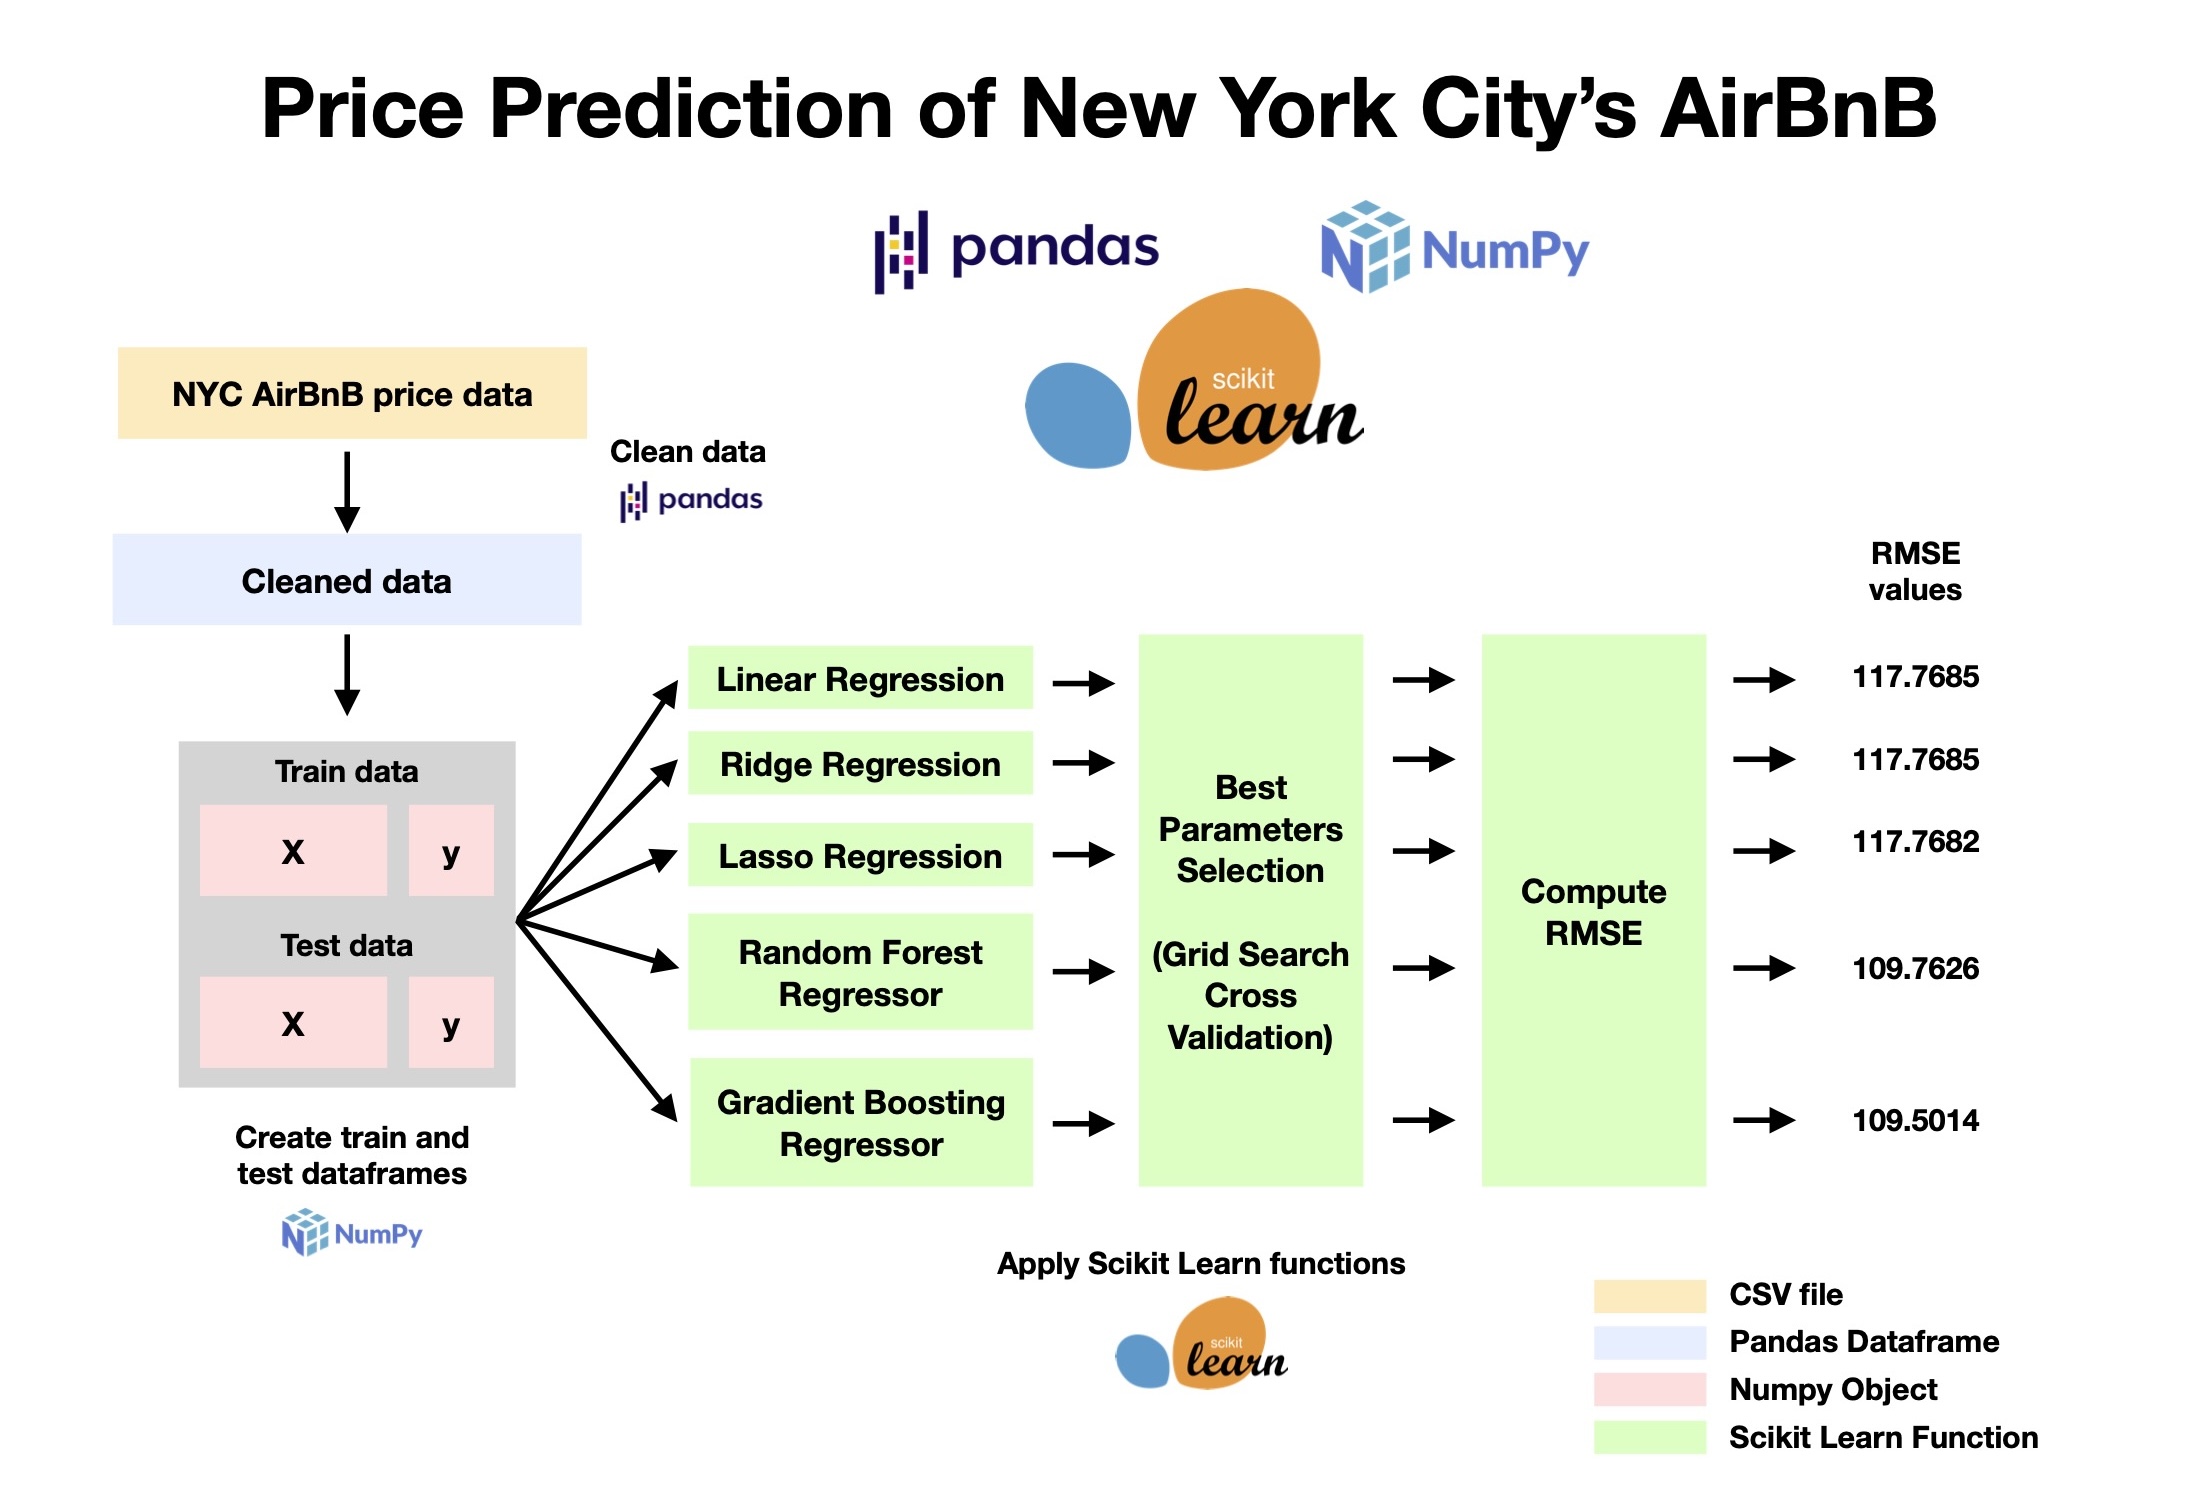 Price Prediction of New York City’s AirBnB
pandas
NumPy
scikit
learn
NYC AirBnB price data
Clean data
pandas
Cleaned data
Train data
X
y
Test data
X
y
Create train and
test dataframes
NumPy
Linear Regression
Ridge Regression
Lasso Regression
Random Forest
Regressor
Gradient Boosting
Regressor
Best
Parameters
Selection
(Grid Search
Cross
Validation)
Compute
RMSE
RMSE
values
117.7685
117.7685
117.7682
109.7626
109.5014
Apply Scikit Learn functions
scikit
learn
CSV file
Pandas Dataframe
Numpy Object
Scikit Learn Function